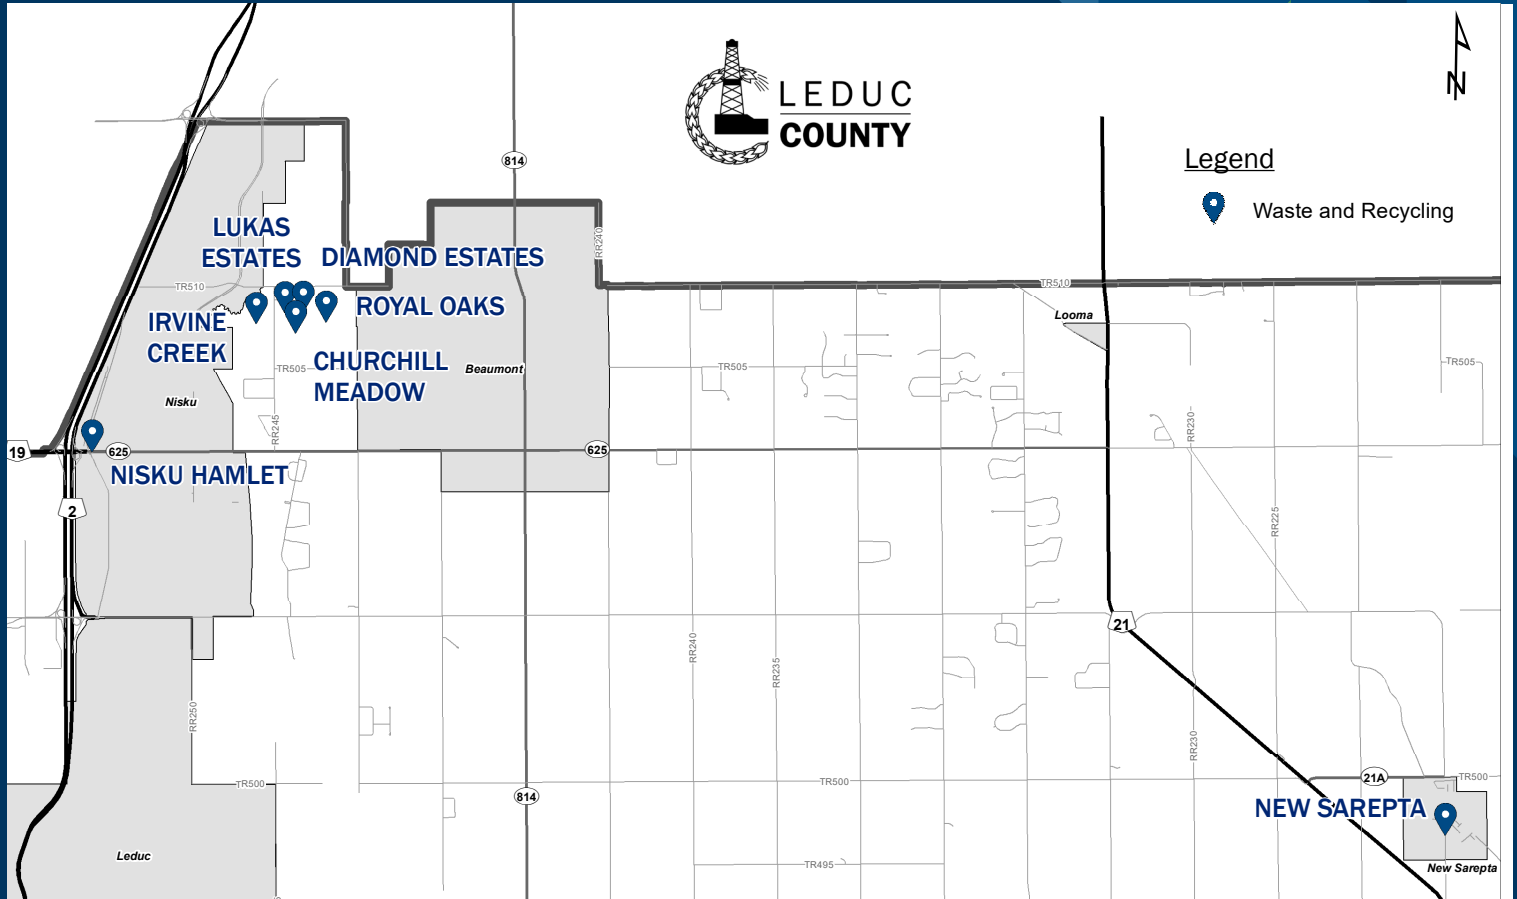 LEDUC
COUNTY
N
Legend
Waste and Recycling
814
LUKAS
ESTATES
DIAMOND ESTATES
RR240
TR510
TR510
ROYAL OAKS
IRVINE
CREEK
Looma
CHURCHILL
MEADOW
TR505
Beaumont
TR505
TR505
Nisku
RR245
RR230
19
625
625
NISKU HAMLET
2
RR225
21
RR240
RR235
RR250
RR230
TR500
TR500
21A
TR500
814
NEW SAREPTA
Leduc
TR495
New Sarepta